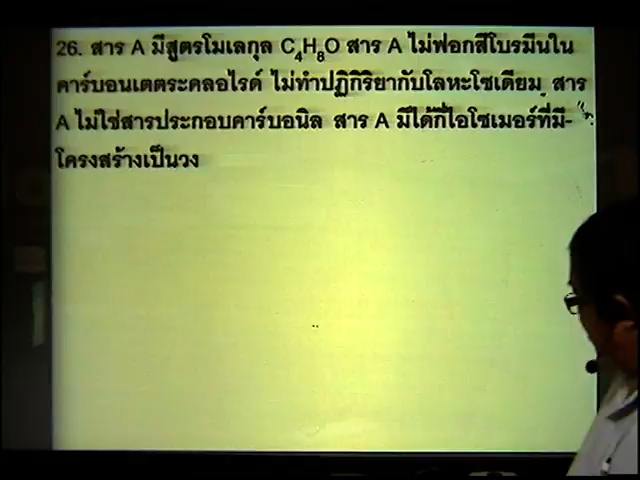 26. สาร A มีสูตรโมเลกุล C₄H₈O สาร A ไม่ฟอกสีโบรมีนใน
คาร์บอนเตตระคลอไรด์ ไม่ทำปฏิกิริยากับโลหะโซเดียม สาร
A ไม่ใช่สารประกอบคาร์บอนิล สาร A มีได้กี่ไอโซเมอร์ที่มี-
โครงสร้างเป็นวง